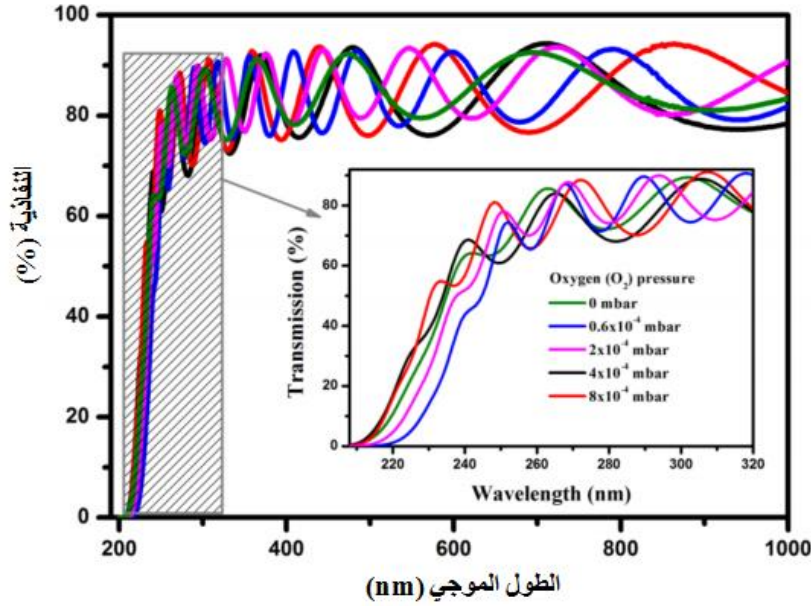 100
80
60
40
20
0
النفاذية (%)
200
400
600
800
1000
الطول الموجي (nm)
80
60
40
20
0
Transmission (%)
Oxygen (O₂) pressure
0 mbar
0.6x10⁻⁴ mbar
2x10⁻⁴ mbar
4x10⁻⁴ mbar
8x10⁻⁴ mbar
220
240
260
280
300
320
Wavelength (nm)